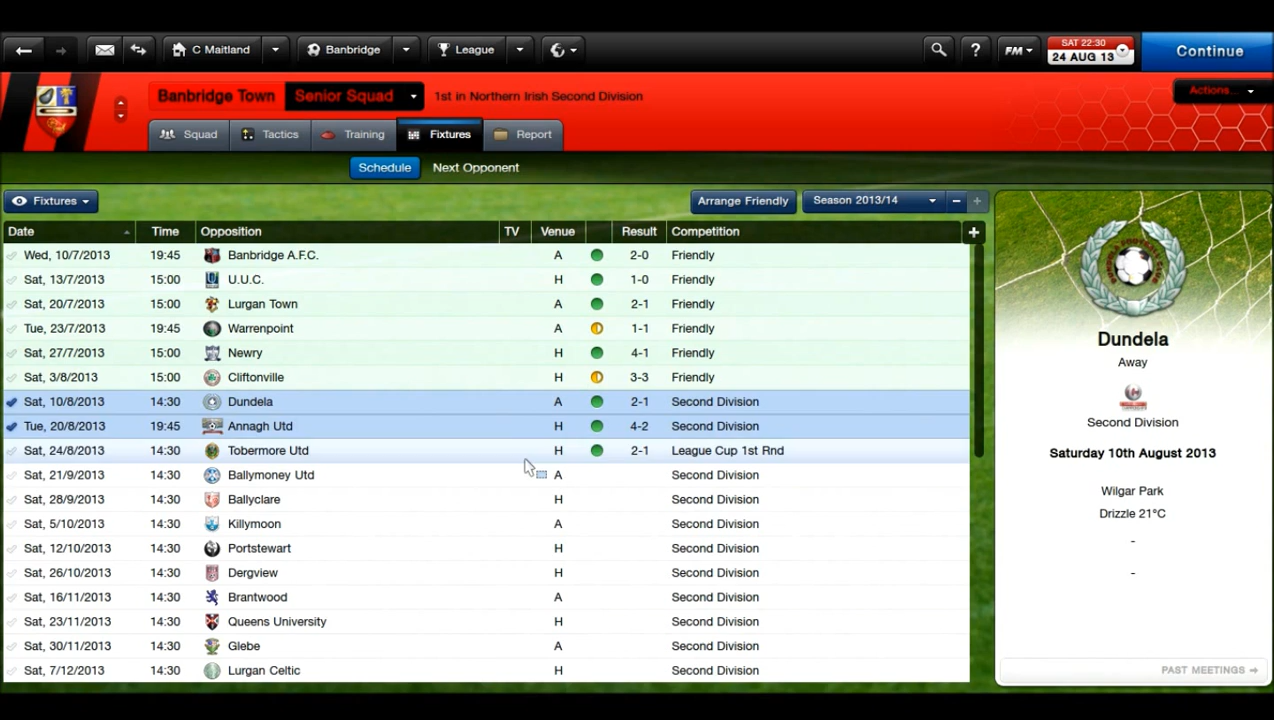 C Maitland Banbridge League FM SAT 22:30 24 AUG 13 Continue
Banbridge Town Senior Squad 1st in Northern Irish Second Division Actions...
Squad Tactics Training Fixtures Report
Schedule Next Opponent
Fixtures Arrange Friendly Season 2013/14
Date Time Opposition TV Venue Result Competition
Wed, 10/7/2013 19:45 Banbridge A.F.C. A 2-0 Friendly
Sat, 13/7/2013 15:00 U.U.C. H 1-0 Friendly
Sat, 20/7/2013 15:00 Lurgan Town A 2-1 Friendly
Tue, 23/7/2013 19:45 Warrenpoint A 1-1 Friendly
Sat, 27/7/2013 15:00 Newry H 4-1 Friendly
Sat, 3/8/2013 15:00 Cliftonville H 3-3 Friendly
Sat, 10/8/2013 14:30 Dundela A 2-1 Second Division
Tue, 20/8/2013 19:45 Annagh Utd H 4-2 Second Division
Sat, 24/8/2013 14:30 Tobermore Utd H 2-1 League Cup 1st Rnd
Sat, 21/9/2013 14:30 Ballymoney Utd A Second Division
Sat, 28/9/2013 14:30 Ballyclare H Second Division
Sat, 5/10/2013 14:30 Killymoon A Second Division
Sat, 12/10/2013 14:30 Portstewart H Second Division
Sat, 26/10/2013 14:30 Dergview H Second Division
Sat, 16/11/2013 14:30 Brantwood A Second Division
Sat, 23/11/2013 14:30 Queens University H Second Division
Sat, 30/11/2013 14:30 Glebe A Second Division
Sat, 7/12/2013 14:30 Lurgan Celtic H Second Division
Dundela
Away
Second Division
Saturday 10th August 2013
Wilgar Park
Drizzle 21°C
-
-
PAST MEETINGS